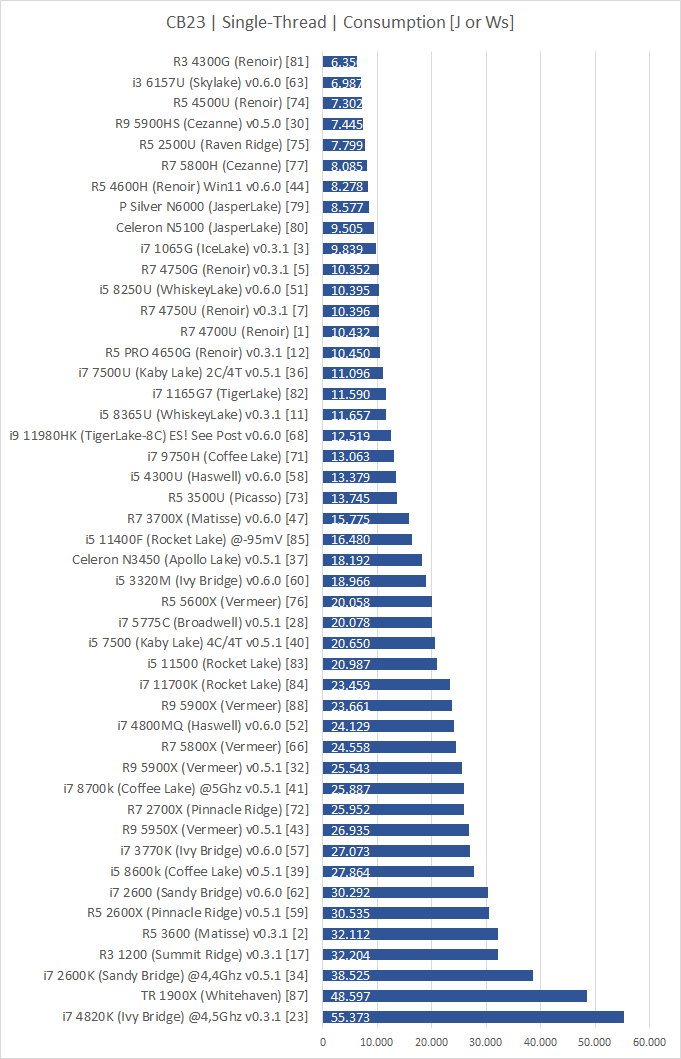 CB23 | Single-Thread | Consumption [J or Ws]
R3 4300G (Renoir) [81] 6.35
i3 6157U (Skylake) v0.6.0 [63] 6.987
R5 4500U (Renoir) [74] 7.302
R9 5900HS (Cezanne) v0.5.0 [30] 7.445
R5 2500U (Raven Ridge) [75] 7.799
R7 5800H (Cezanne) [77] 8.085
R5 4600H (Renoir) Win11 v0.6.0 [44] 8.278
P Silver N6000 (JasperLake) [79] 8.577
Celeron N5100 (JasperLake) [80] 9.505
i7 1065G (IceLake) v0.3.1 [3] 9.839
R7 4750G (Renoir) v0.3.1 [5] 10.352
i5 8250U (WhiskeyLake) v0.6.0 [51] 10.395
R7 4750U (Renoir) v0.3.1 [7] 10.396
R7 4700U (Renoir) [1] 10.432
R5 PRO 4650G (Renoir) v0.3.1 [12] 10.450
i7 7500U (Kaby Lake) 2C/4T v0.5.1 [36] 11.096
i7 1165G7 (TigerLake) [82] 11.590
i5 8365U (WhiskeyLake) v0.3.1 [11] 11.657
i9 11980HK (TigerLake-8C) ES! See Post v0.6.0 [68] 12.519
i7 9750H (Coffee Lake) [71] 13.063
i5 4300U (Haswell) v0.6.0 [58] 13.379
R5 3500U (Picasso) [73] 13.745
R7 3700X (Matisse) v0.6.0 [47] 15.775
i5 11400F (Rocket Lake) @-95mV [85] 16.480
Celeron N3450 (Apollo Lake) v0.5.1 [37] 18.192
i5 3320M (Ivy Bridge) v0.6.0 [60] 18.966
R5 5600X (Vermeer) [76] 20.058
i7 5775C (Broadwell) v0.5.1 [28] 20.078
i5 7500 (Kaby Lake) 4C/4T v0.5.1 [40] 20.650
i5 11500 (Rocket Lake) [83] 20.987
i7 11700K (Rocket Lake) [84] 23.459
R9 5900X (Vermeer) [88] 23.661
i7 4800MQ (Haswell) v0.6.0 [52] 24.129
R7 5800X (Vermeer) [66] 24.558
R9 5900X (Vermeer) v0.5.1 [32] 25.543
i7 8700k (Coffee Lake) @5Ghz v0.5.1 [41] 25.887
R7 2700X (Pinnacle Ridge) [72] 25.952
R9 5950X (Vermeer) v0.5.1 [43] 26.935
i7 3770K (Ivy Bridge) v0.6.0 [57] 27.073
i5 8600k (Coffee Lake) v0.5.1 [39] 27.864
i7 2600 (Sandy Bridge) v0.6.0 [62] 30.292
R5 2600X (Pinnacle Ridge) v0.5.1 [59] 30.535
R5 3600 (Matisse) v0.3.1 [2] 32.112
R3 1200 (Summit Ridge) v0.3.1 [17] 32.204
i7 2600K (Sandy Bridge) @4,4Ghz v0.5.1 [34] 38.525
TR 1900X (Whitehaven) [87] 48.597
i7 4820K (Ivy Bridge) @4,5Ghz v0.3.1 [23] 55.373
0 10.000 20.000 30.000 40.000 50.000 60.000